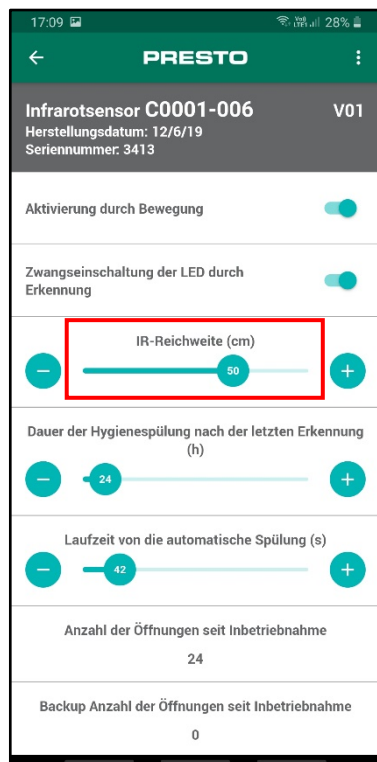 17:09 28%
PRESTO
Infrarotsensor C0001-006 V01
Herstellungsdatum: 12/6/19
Seriennummer: 3413
Aktivierung durch Bewegung
Zwangseinschaltung der LED durch
Erkennung
IR-Reichweite (cm)
− 50 +
Dauer der Hygienespülung nach der letzten Erkennung
(h)
− 24 +
Laufzeit von die automatische Spülung (s)
− 42 +
Anzahl der Öffnungen seit Inbetriebnahme
24
Backup Anzahl der Öffnungen seit Inbetriebnahme
0